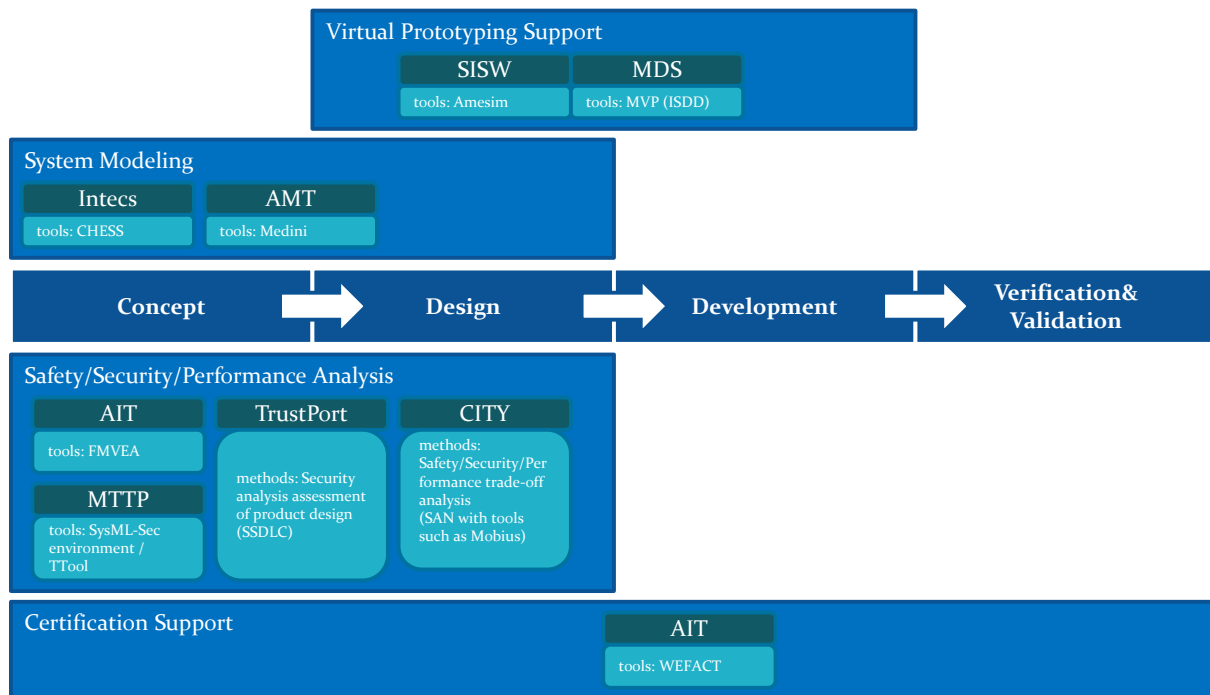 Virtual Prototyping Support
SISW
MDS
tools: Amesim
tools: MVP (ISDD)
System Modeling
Intecs
AMT
tools: CHESS
tools: Medini
Concept
Design
Development
Verification&
Validation
Safety/Security/Performance Analysis
AIT
tools: FMVEA
MTTP
tools: SysML-Sec
environment /
TTool
TrustPort
methods: Security
analysis assessment
of product design
(SSDLC)
CITY
methods:
Safety/Security/Per
formance trade-off
analysis
(SAN with tools
such as Mobius)
Certification Support
AIT
tools: WEFACT